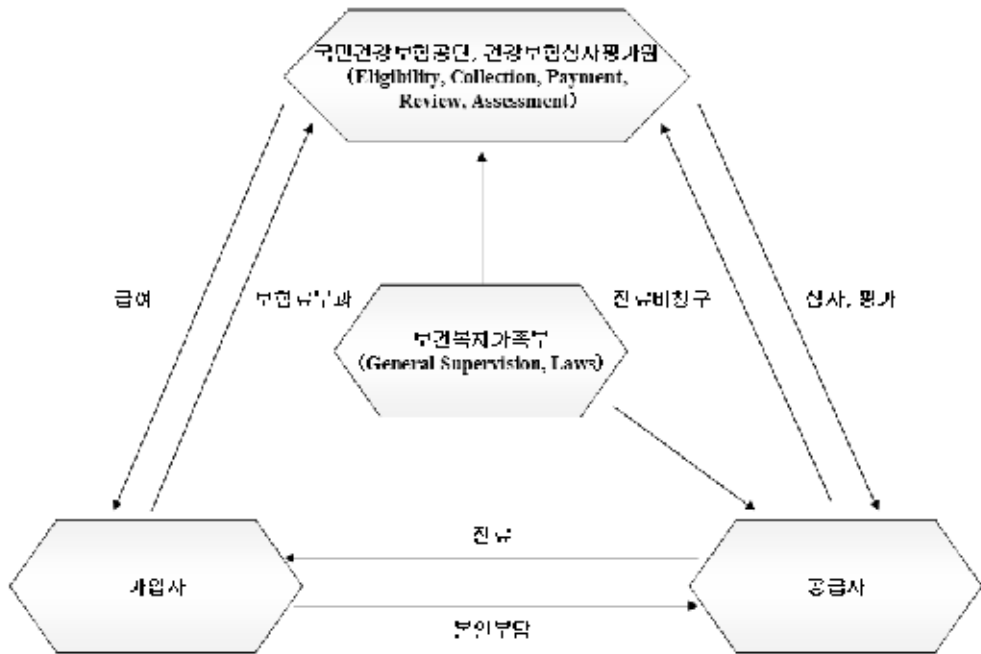 국민건강보험공단, 건강보험심사평가원
(Eligibility, Collection, Payment,
Review, Assessment)
급여
보험료부과
진료비청구
심사, 평가
보건복지가족부
(General Supervision, Laws)
진료
가입자
공급자
본인부담